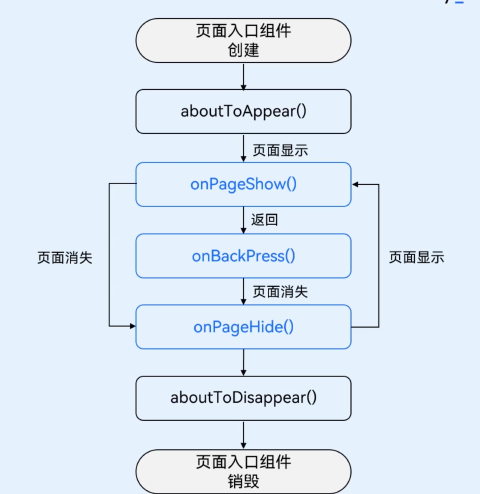 页面入口组件
创建
aboutToAppear()
页面显示
onPageShow()
返回
页面消失
onBackPress()
页面显示
页面消失
onPageHide()
aboutToDisappear()
页面入口组件
销毁